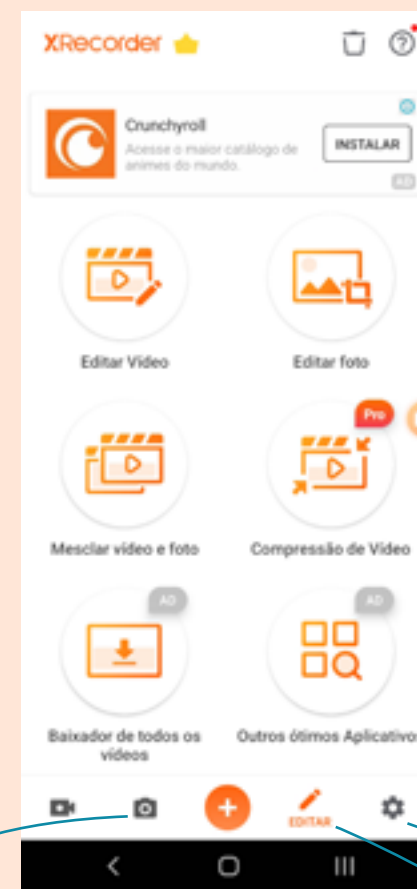 XRecorder
Crunchyroll
Acesse o maior catálogo de
animes do mundo.
INSTALAR
AD
Editar Vídeo
Editar foto
Pro
Mesclar vídeo e foto
Compressão de Vídeo
AD
AD
Baixador de todos os
vídeos
Outros ótimos Aplicativo
EDITAR